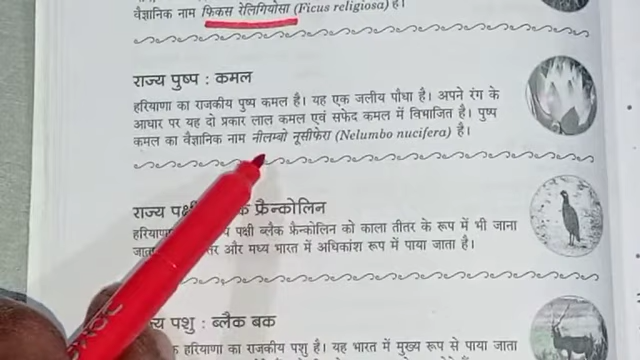 वैज्ञानिक नाम फिकस रेलिगियोसा (Ficus religiosa) है।
राज्य पुष्प : कमल
हरियाणा का राजकीय पुष्प कमल है। यह एक जलीय पौधा है। अपने रंग के
आधार पर यह दो प्रकार लाल कमल एवं सफेद कमल में विभाजित है। पुष्प
कमल का वैज्ञानिक नाम नीलम्बो नूसीफेरा (Nelumbo nucifera) है।
राज्य पक्षी फ्रैन्कोलिन
पक्षी ब्लैक फ्रैन्कोलिन को काला तीतर के रूप में भी जाना
और मध्य भारत में अधिकांश रूप में पाया जाता है।
पशु : ब्लैक बक
हरियाणा का राजकीय पशु है। यह भारत में मुख्य रूप से पाया जाता